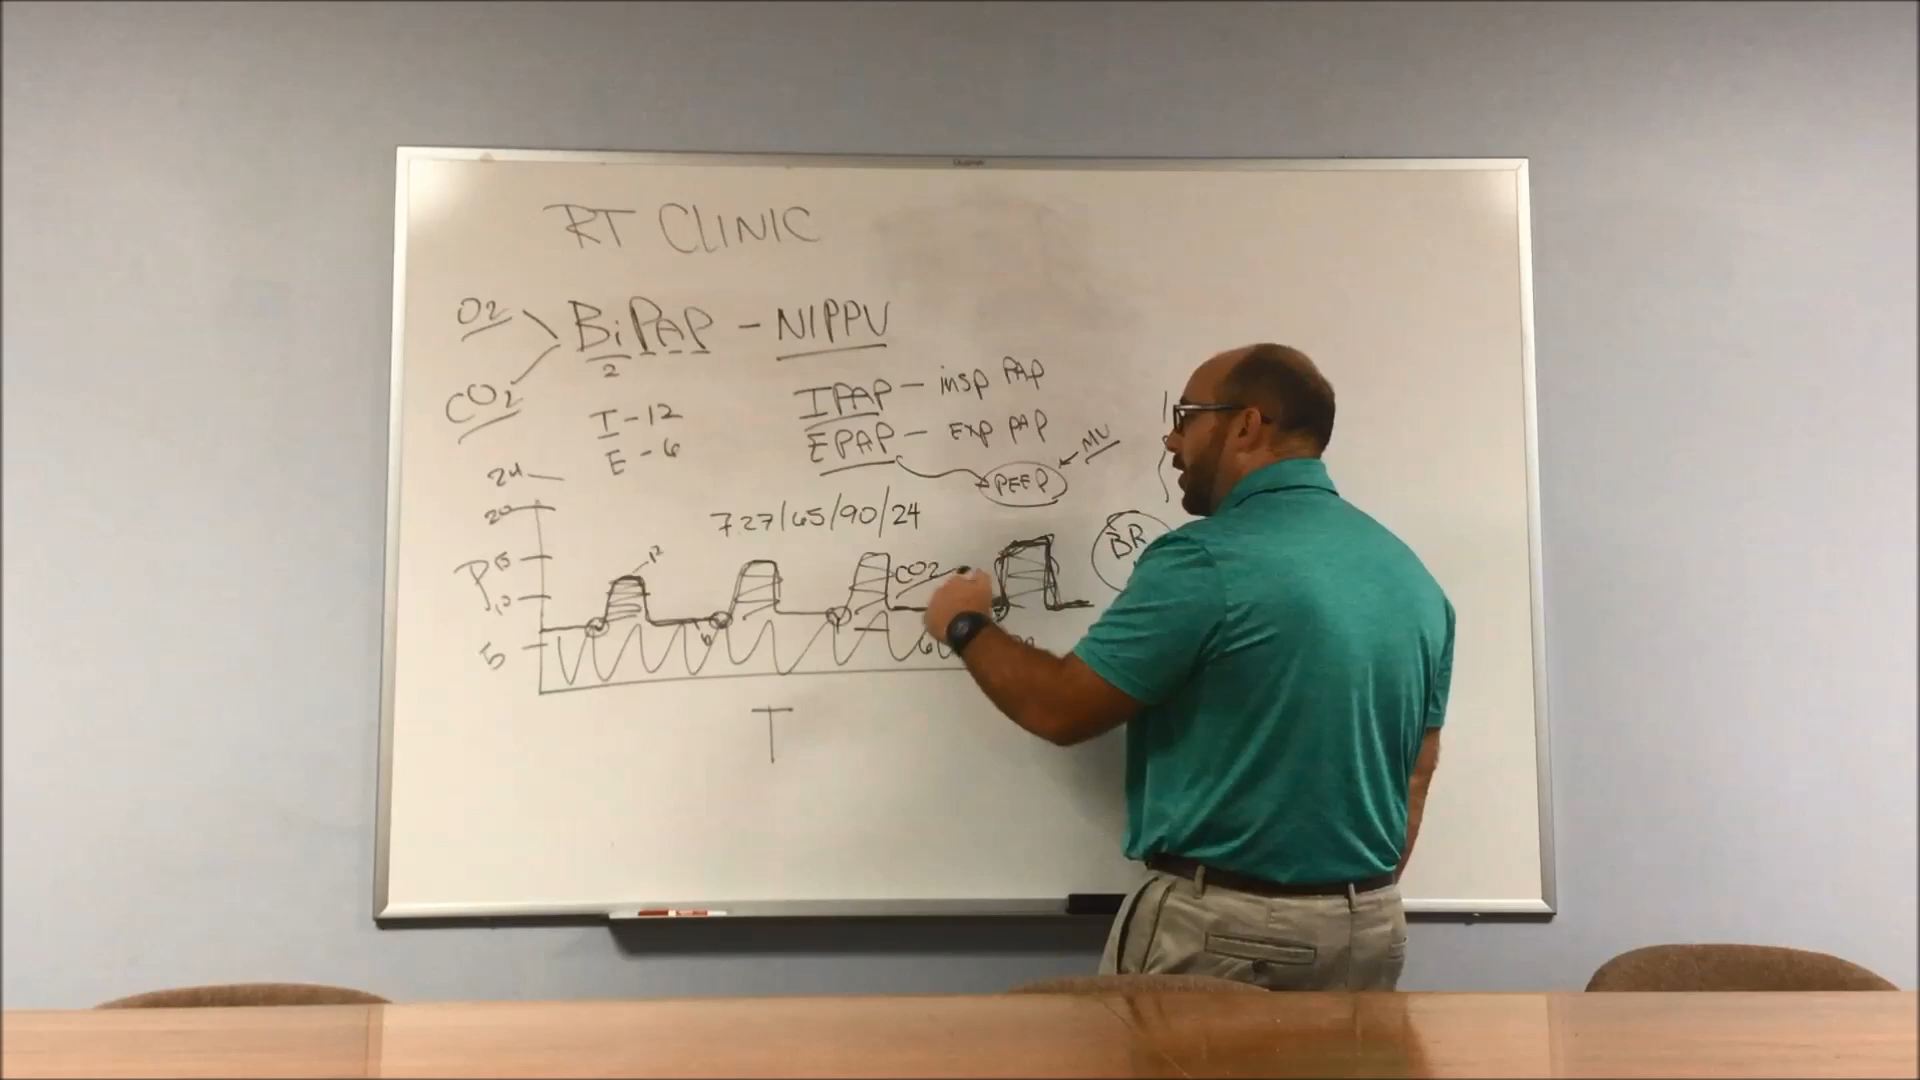 RT CLINIC
O2
BiPAP - NIPPV
2
CO2
I - 12
E - 6
IPAP - insp PAP
EPAP - EXP PAP
MV
PEEP
24
20
15
10
5
P
7.27/65/90/24
12
CO2
BR
6
6
T